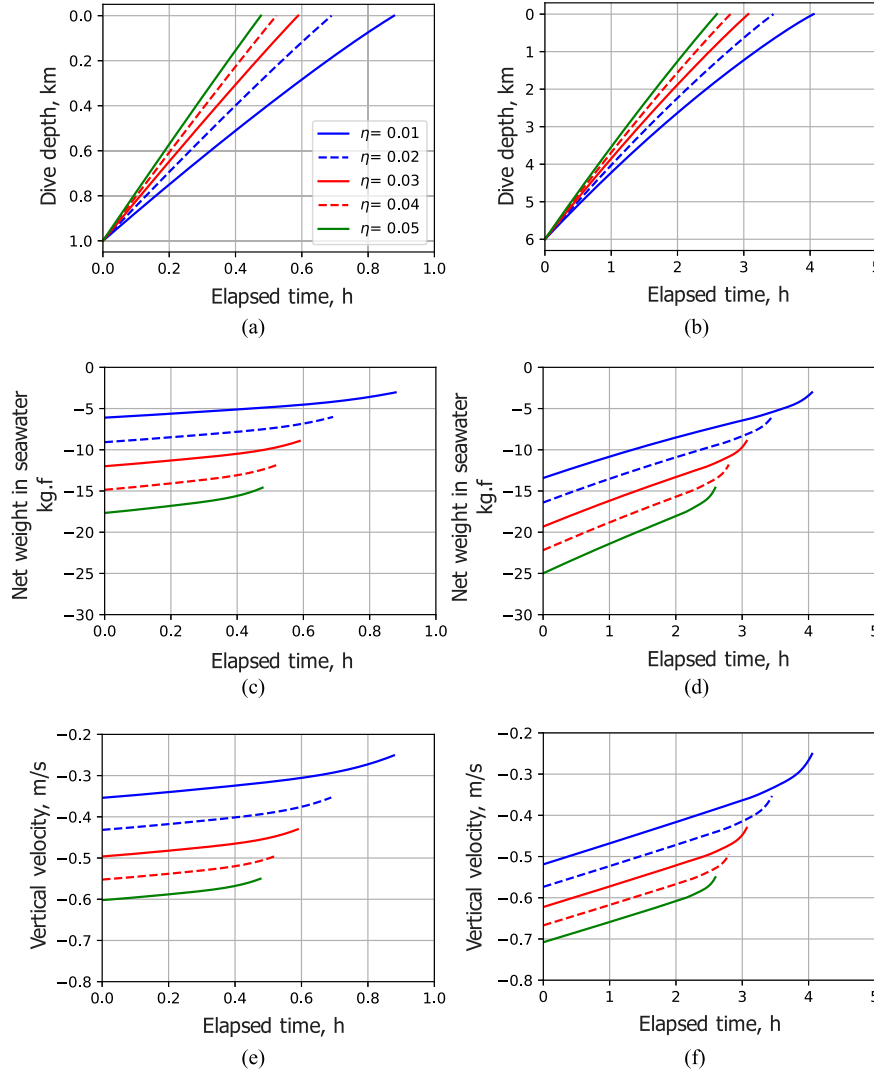 0.0
0.2
0.4
0.6
0.8
1.0
Dive depth, km
η= 0.01
η= 0.02
η= 0.03
η= 0.04
η= 0.05
0.0 0.2 0.4 0.6 0.8 1.0
Elapsed time, h
(a)
0
1
2
3
4
5
6
Dive depth, km
0 1 2 3 4 5
Elapsed time, h
(b)
0
−5
−10
−15
−20
−25
−30
Net weight in seawater
kg.f
0.0 0.2 0.4 0.6 0.8 1.0
Elapsed time, h
(c)
0
−5
−10
−15
−20
−25
−30
Net weight in seawater
kg.f
0 1 2 3 4 5
Elapsed time, h
(d)
−0.2
−0.3
−0.4
−0.5
−0.6
−0.7
−0.8
Vertical velocity, m/s
0.0 0.2 0.4 0.6 0.8 1.0
Elapsed time, h
(e)
−0.2
−0.3
−0.4
−0.5
−0.6
−0.7
−0.8
Vertical velocity, m/s
0 1 2 3 4 5
Elapsed time, h
(f)